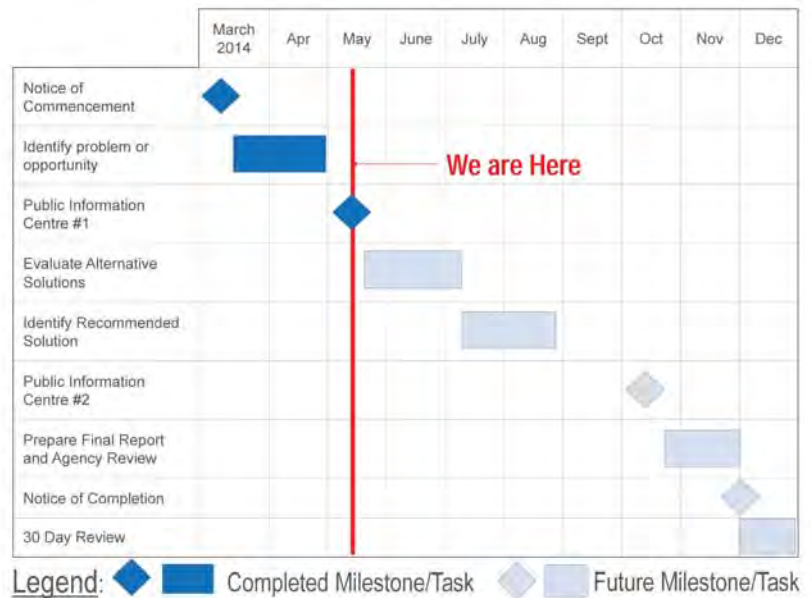 March
2014
Apr
May
June
July
Aug
Sept
Oct
Nov
Dec
Notice of
Commencement
Identify problem or
opportunity
We are Here
Public Information
Centre #1
Evaluate Alternative
Solutions
Identify Recommended
Solution
Public Information
Centre #2
Prepare Final Report
and Agency Review
Notice of Completion
30 Day Review
Legend: Completed Milestone/Task Future Milestone/Task